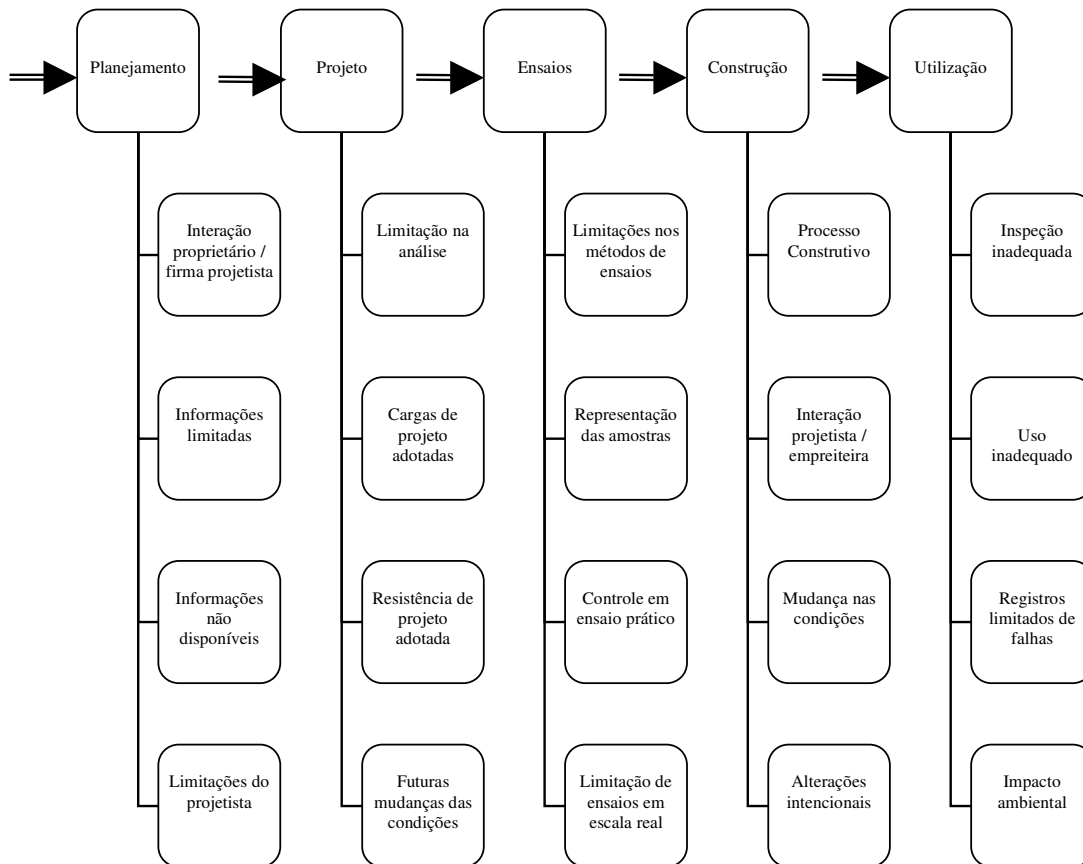 Planejamento
Projeto
Ensaios
Construção
Utilização
Interação
proprietário /
firma projetista
Limitação na
análise
Limitações nos
métodos de
ensaios
Processo
Construtivo
Inspeção
inadequada
Informações
limitadas
Cargas de
projeto
adotadas
Representação
das amostras
Interação
projetista /
empreiteira
Uso
inadequado
Informações
não
disponíveis
Resistência de
projeto
adotada
Controle em
ensaio prático
Mudança nas
condições
Registros
limitados de
falhas
Limitações do
projetista
Futuras
mudanças das
condições
Limitação de
ensaios em
escala real
Alterações
intencionais
Impacto
ambiental